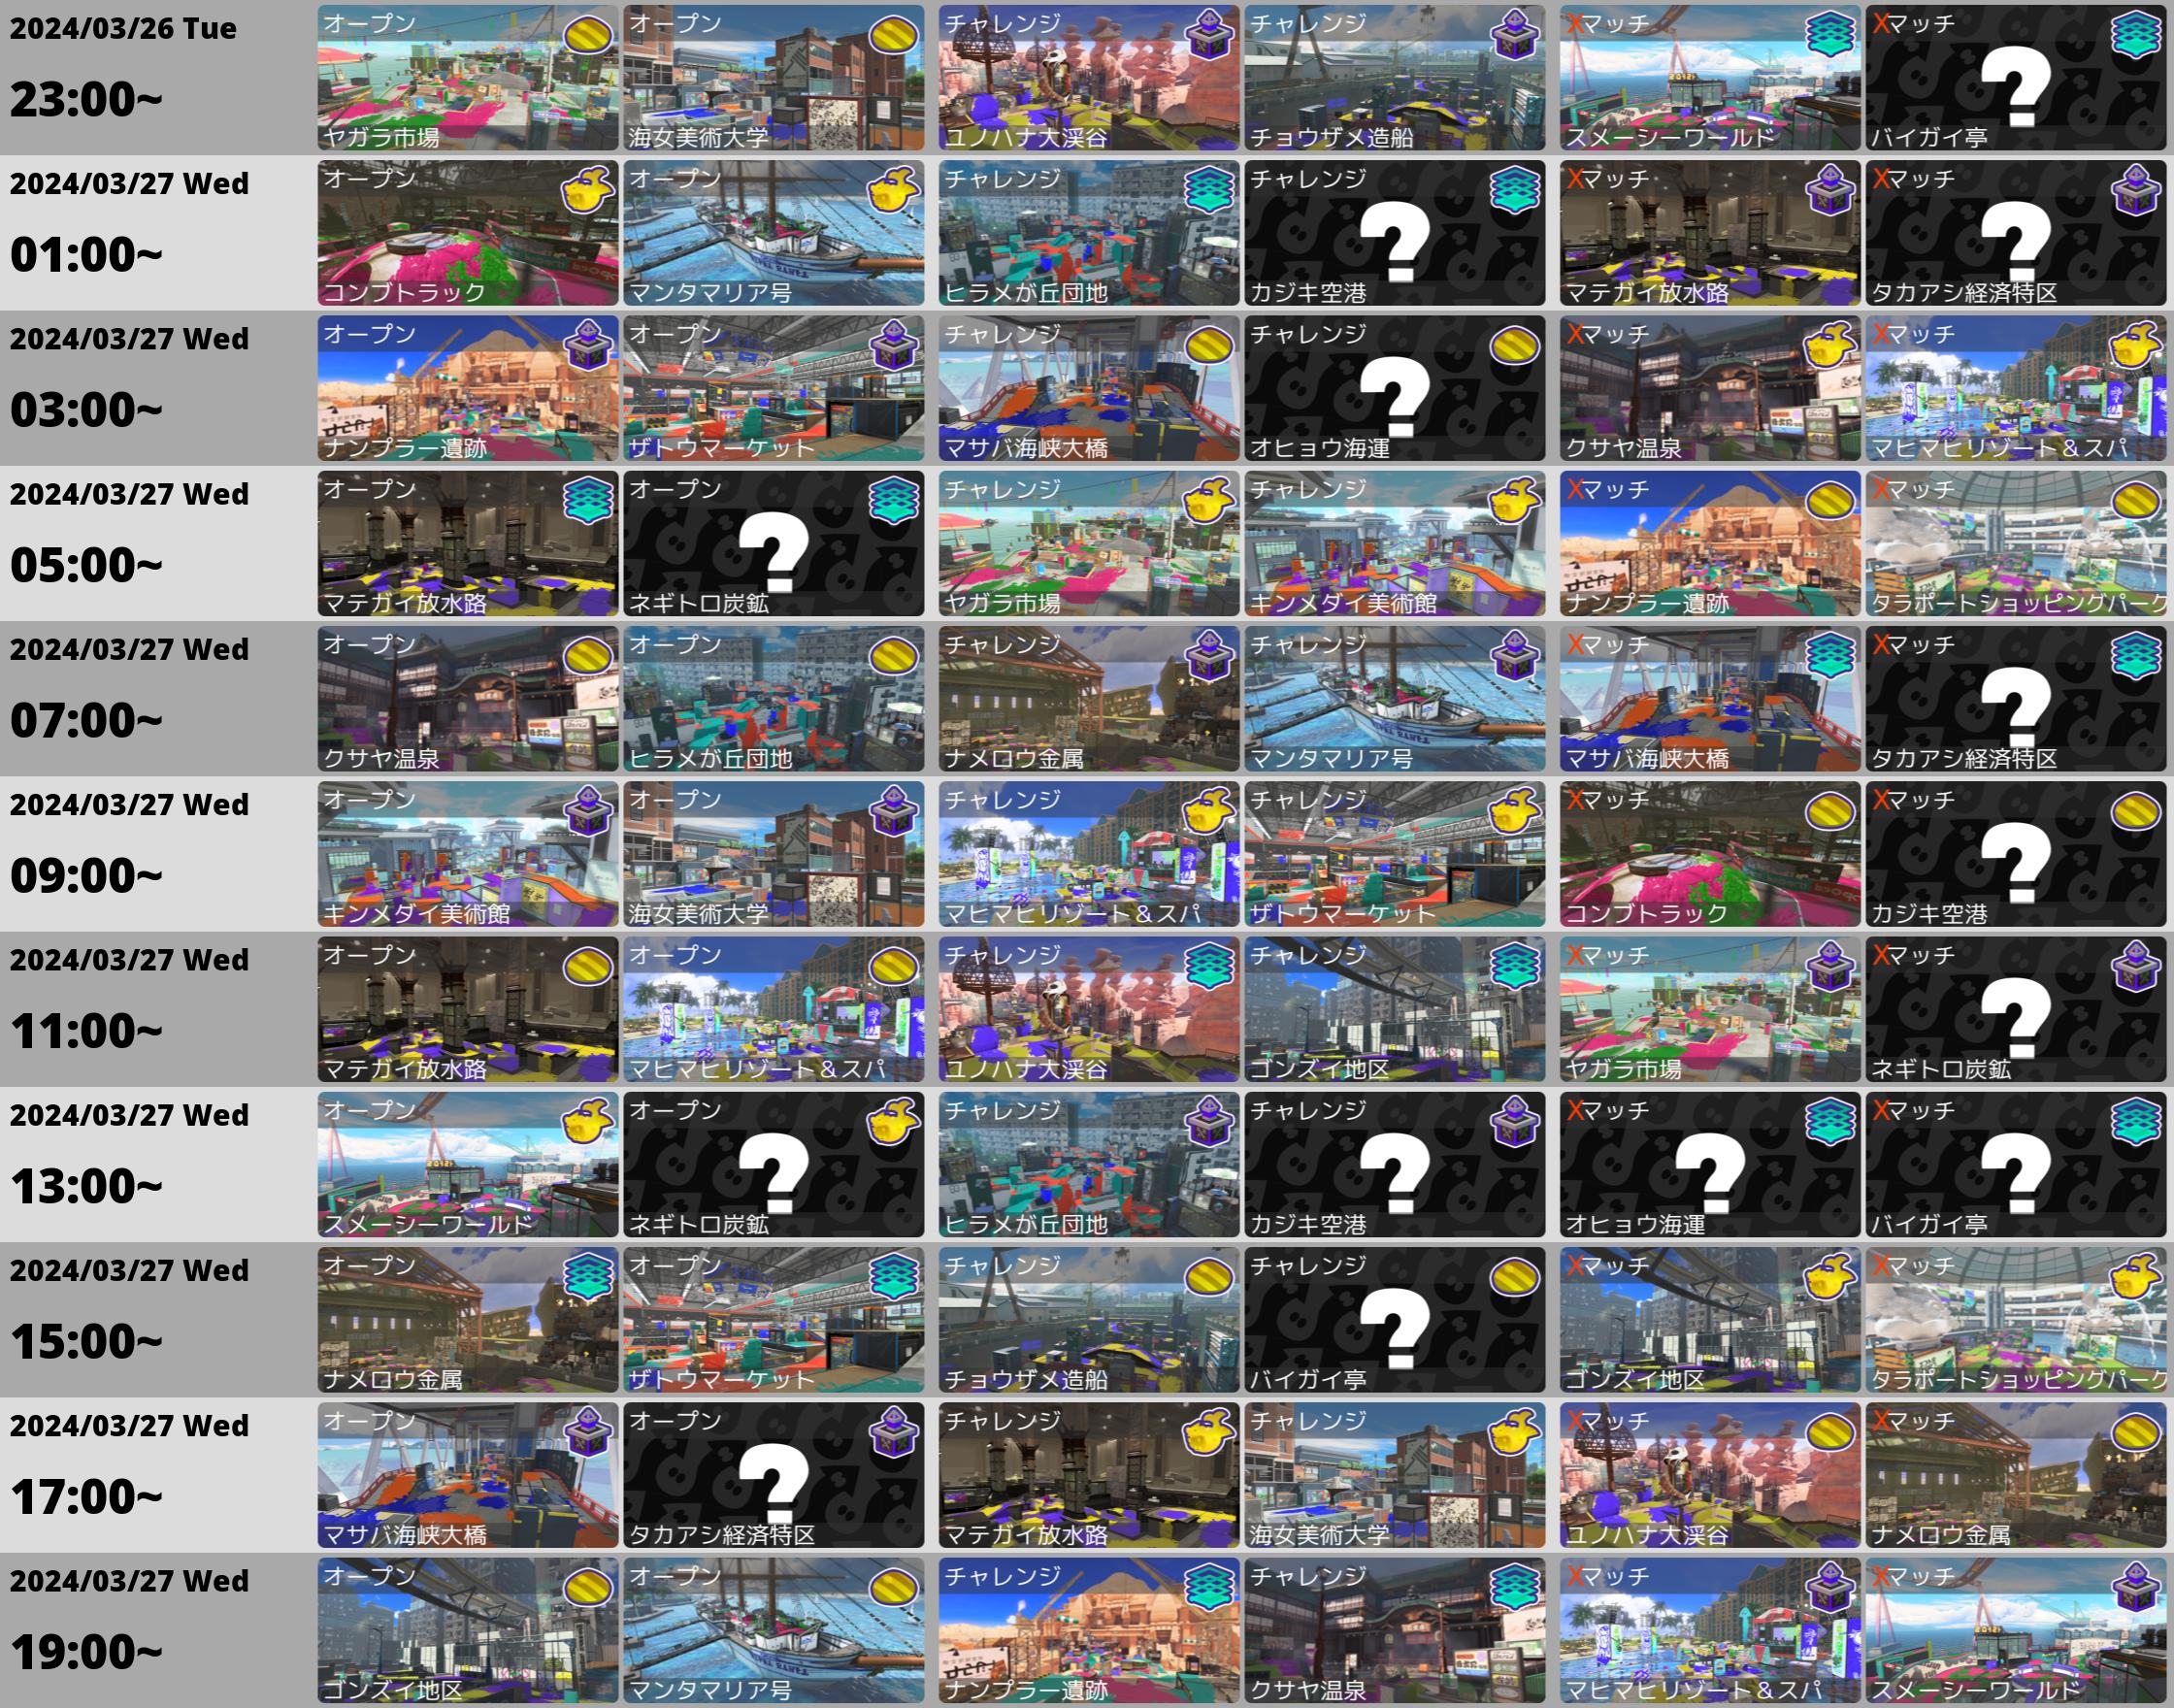 2024/03/26 Tue
23:00~
オープン
ヤガラ市場
オープン
海女美術大学
チャレンジ
ユノハナ大渓谷
チャレンジ
チョウザメ造船
Xマッチ
スメーシーワールド
Xマッチ
?
バイガイ亭
2024/03/27 Wed
01:00~
オープン
コンブトラック
オープン
マンタマリア号
チャレンジ
ヒラメが丘団地
チャレンジ
?
カジキ空港
Xマッチ
マテガイ放水路
Xマッチ
?
タカアシ経済特区
2024/03/27 Wed
03:00~
オープン
ナンプラー遺跡
オープン
ザトウマーケット
チャレンジ
マサバ海峡大橋
チャレンジ
?
オヒョウ海運
Xマッチ
クサヤ温泉
Xマッチ
マヒマヒリゾート&スパ
2024/03/27 Wed
05:00~
オープン
マテガイ放水路
オープン
?
ネギトロ炭鉱
チャレンジ
ヤガラ市場
チャレンジ
キンメダイ美術館
Xマッチ
ナンプラー遺跡
Xマッチ
タラポートショッピングパーク
2024/03/27 Wed
07:00~
オープン
クサヤ温泉
オープン
ヒラメが丘団地
チャレンジ
ナメロウ金属
チャレンジ
マンタマリア号
Xマッチ
マサバ海峡大橋
Xマッチ
?
タカアシ経済特区
2024/03/27 Wed
09:00~
オープン
キンメダイ美術館
オープン
海女美術大学
チャレンジ
マヒマヒリゾート&スパ
チャレンジ
ザトウマーケット
Xマッチ
コンブトラック
Xマッチ
?
カジキ空港
2024/03/27 Wed
11:00~
オープン
マテガイ放水路
オープン
マヒマヒリゾート&スパ
チャレンジ
ユノハナ大渓谷
チャレンジ
ゴンズイ地区
Xマッチ
ヤガラ市場
Xマッチ
?
ネギトロ炭鉱
2024/03/27 Wed
13:00~
オープン
スメーシーワールド
オープン
?
ネギトロ炭鉱
チャレンジ
ヒラメが丘団地
チャレンジ
?
カジキ空港
Xマッチ
?
オヒョウ海運
Xマッチ
?
バイガイ亭
2024/03/27 Wed
15:00~
オープン
ナメロウ金属
オープン
ザトウマーケット
チャレンジ
チョウザメ造船
チャレンジ
?
バイガイ亭
Xマッチ
ゴンズイ地区
Xマッチ
タラポートショッピングパーク
2024/03/27 Wed
17:00~
オープン
マサバ海峡大橋
オープン
?
タカアシ経済特区
チャレンジ
マテガイ放水路
チャレンジ
海女美術大学
Xマッチ
ユノハナ大渓谷
Xマッチ
ナメロウ金属
2024/03/27 Wed
19:00~
オープン
ゴンズイ地区
オープン
マンタマリア号
チャレンジ
ナンプラー遺跡
チャレンジ
クサヤ温泉
Xマッチ
マヒマヒリゾート&スパ
Xマッチ
スメーシーワールド